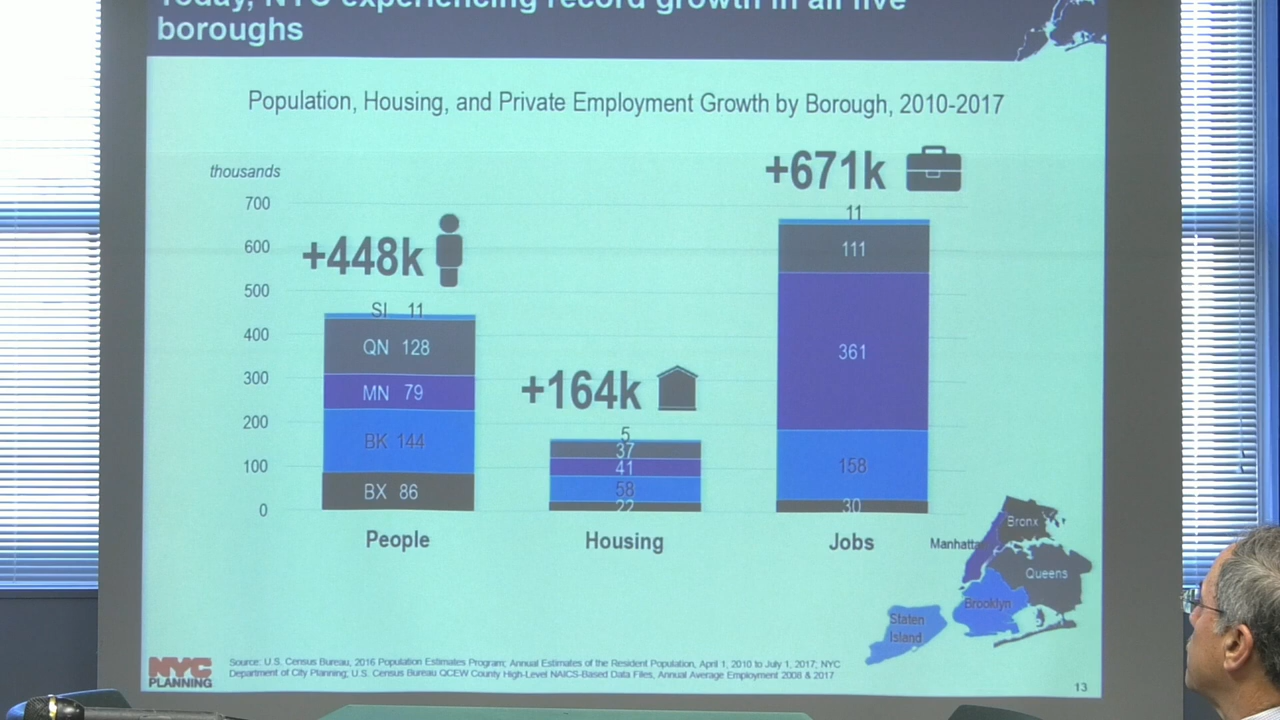 Today, NYC experiencing record growth in all five
boroughs
Population, Housing, and Private Employment Growth by Borough, 2010-2017
thousands
+671k
+448k
+164k
700
600
500
400
300
200
100
0
SI 11
QN 128
MN 79
BK 144
BX 86
5
37
41
58
22
11
111
361
158
30
People
Housing
Jobs
Bronx
Manhatta
Queens
Brooklyn
Staten
Island
NYC
PLANNING
Source: U.S. Census Bureau, 2016 Population Estimates Program; Annual Estimates of the Resident Population, April 1, 2010 to July 1, 2017; NYC
Department of City Planning; U.S. Census Bureau QCEW County High-Level NAICS-Based Data Files, Annual Average Employment 2008 & 2017
13